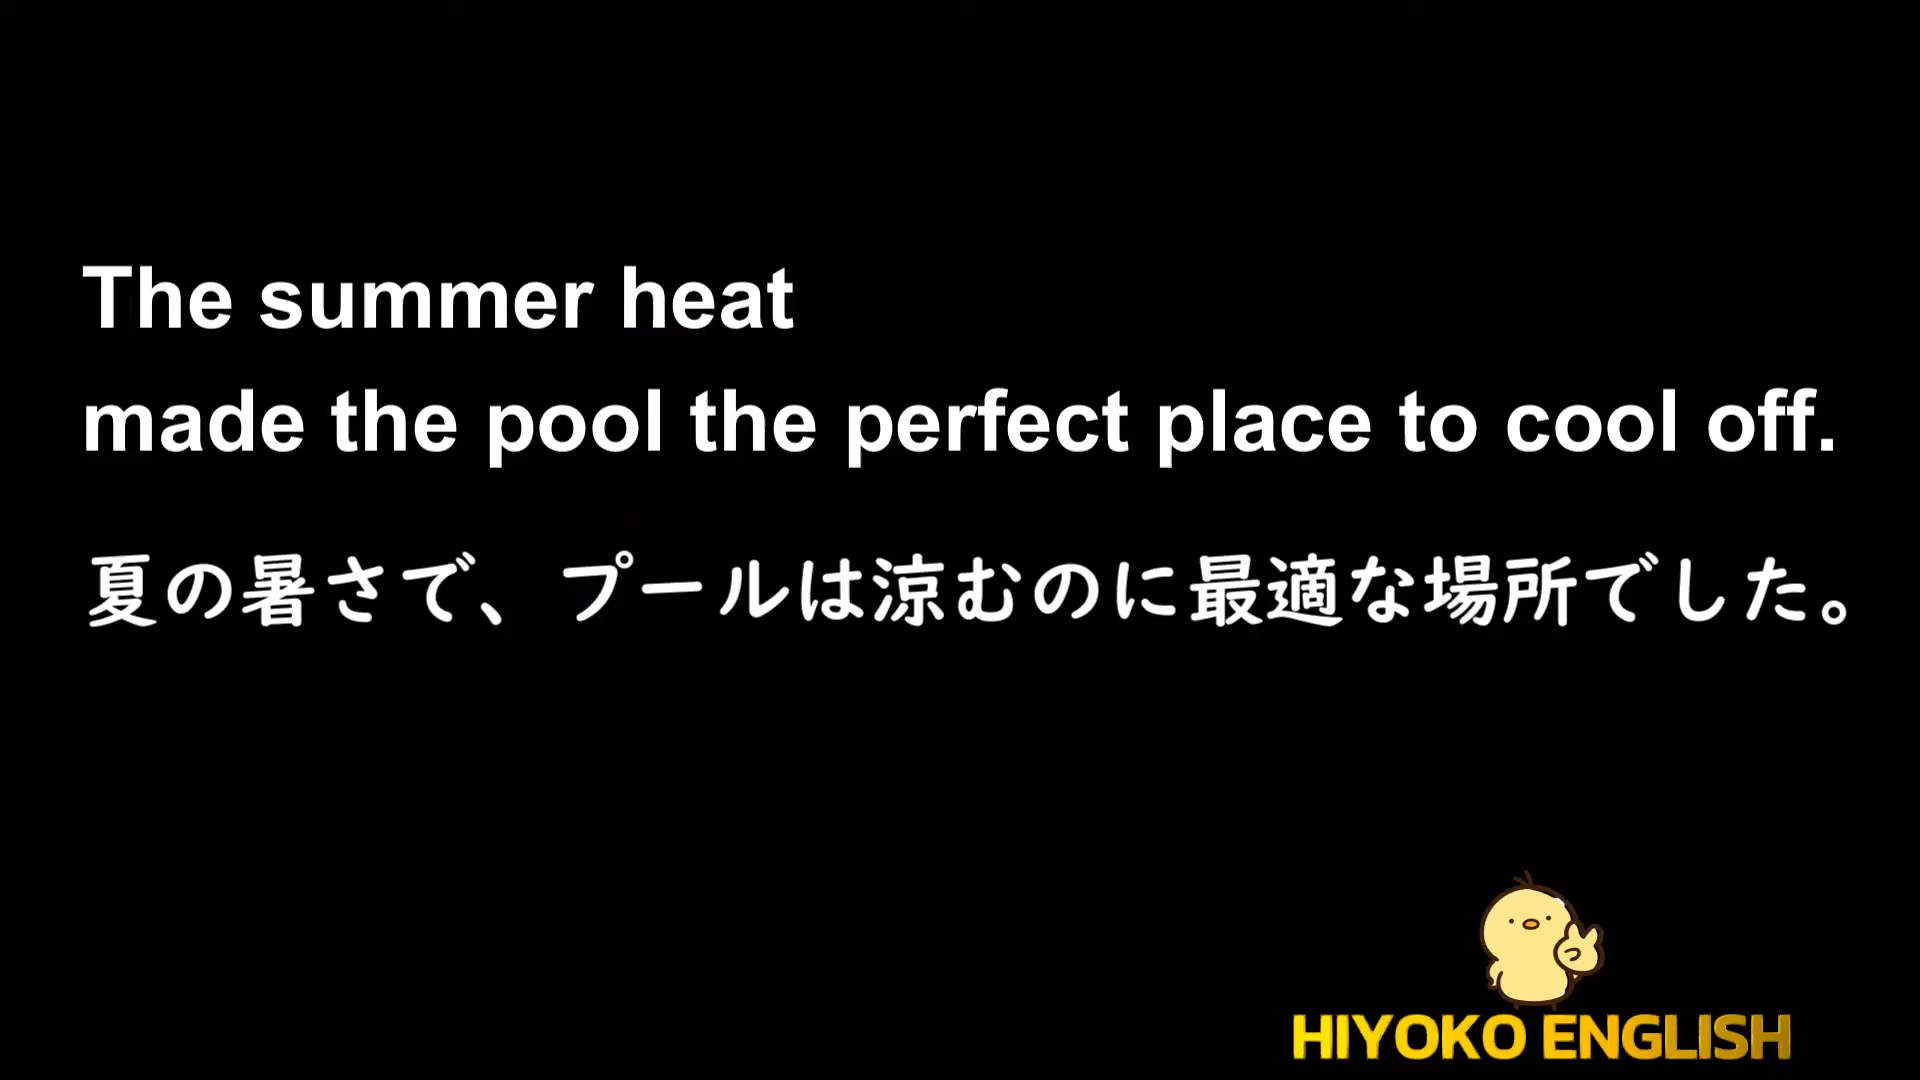 The summer heat
made the pool the perfect place to cool off.
夏の暑さで、プールは涼むのに最適な場所でした。
HIYOKO ENGLISH